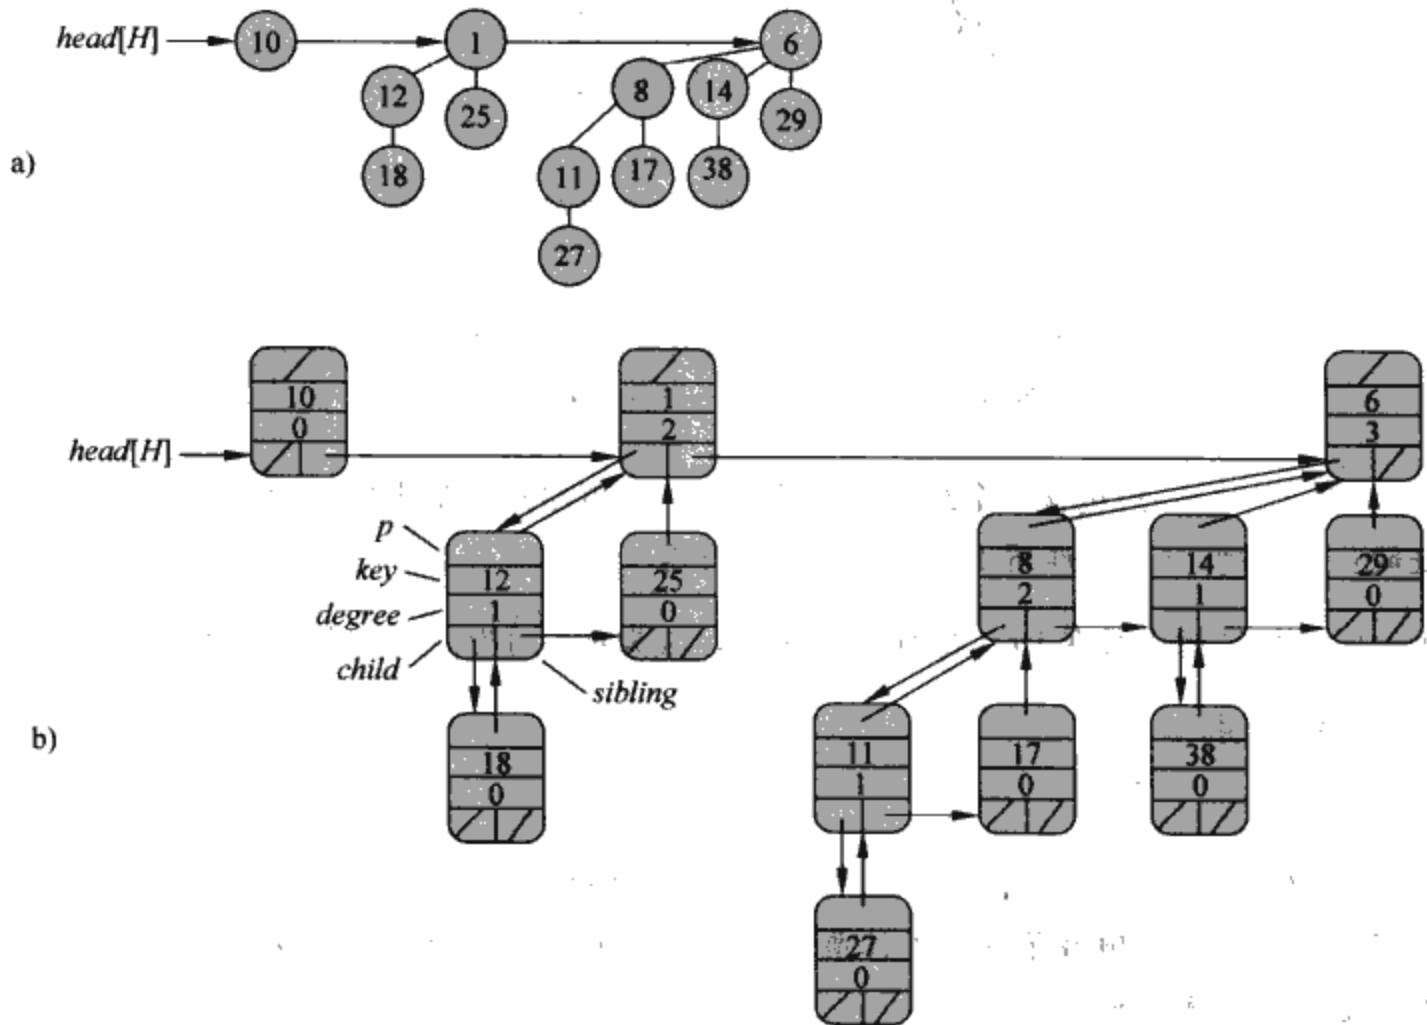 head[H] 10 1 6
12 25 8 14 29
a) 18 11 17 38
27
10 1 6
0 2 3
head[H]
p
key 12 25 8 14 29
degree 1 0 2 1 0
child sibling
b) 18 11 17 38
0 1 0 0
27
0